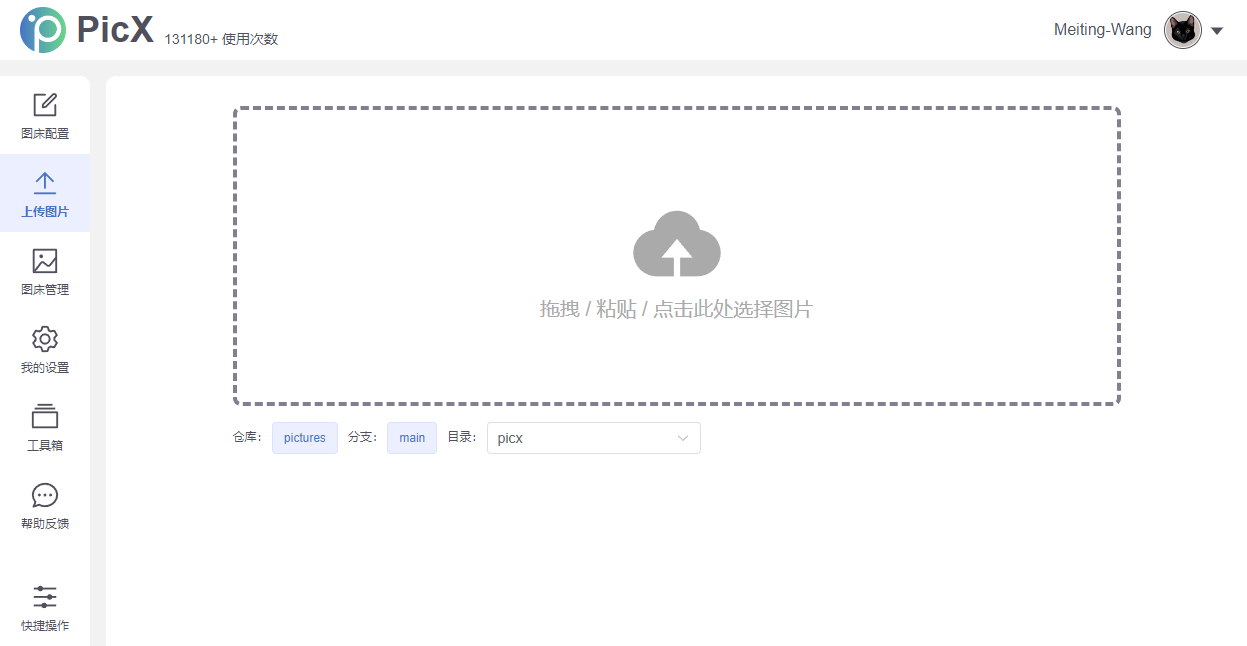 PicX 131180+ 使用次数
Meiting-Wang
图床配置
上传图片
图床管理
我的设置
工具箱
帮助反馈
快捷操作
拖拽 / 粘贴 / 点击此处选择图片
仓库: pictures 分支: main 目录: picx